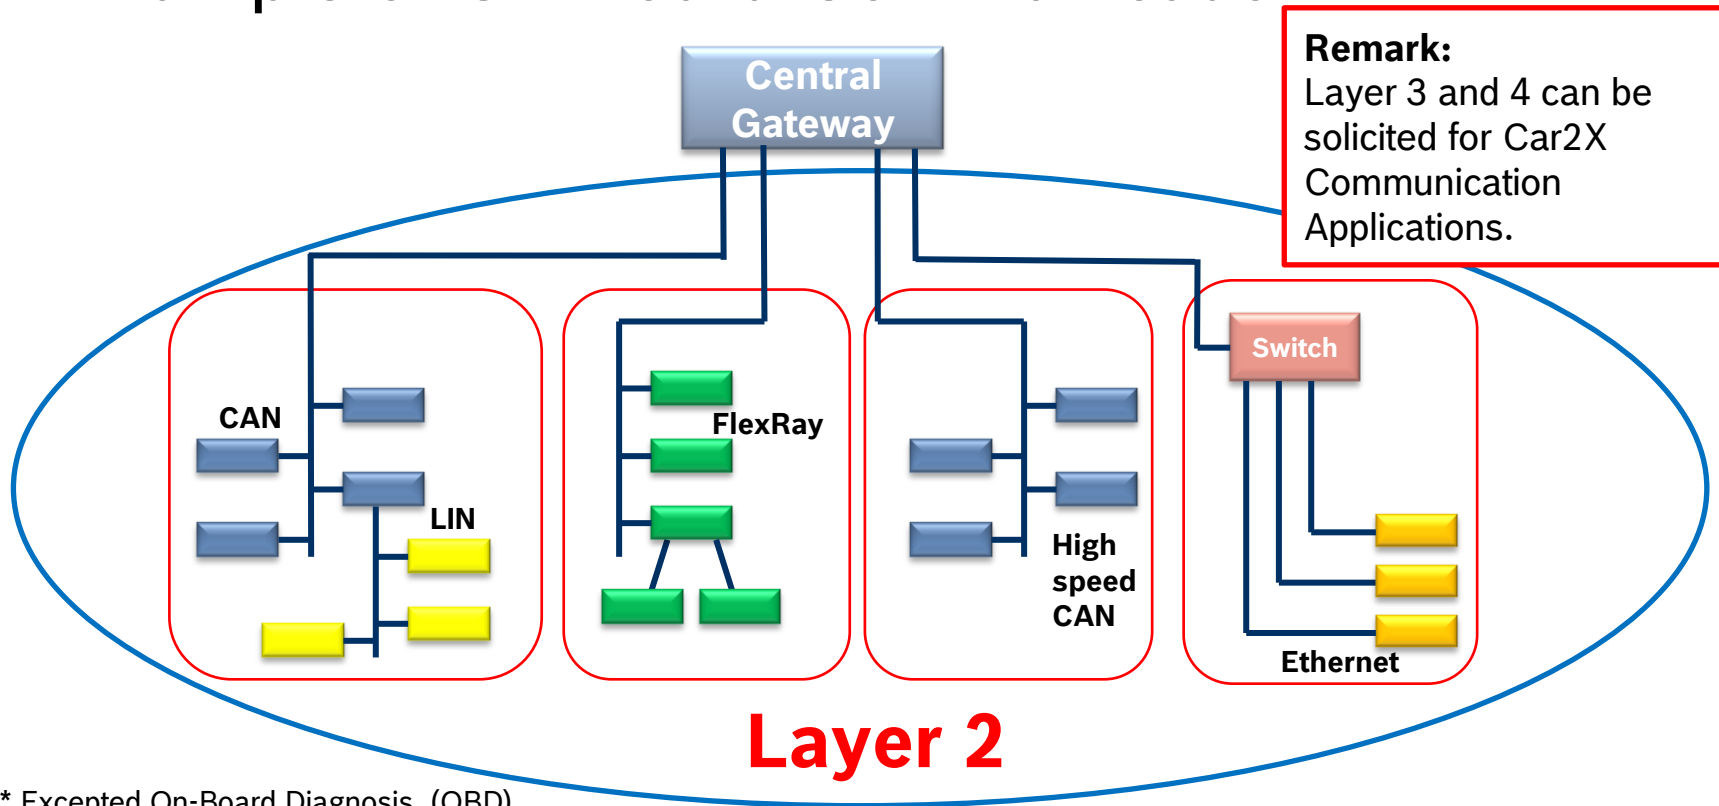 Central
Gateway
Remark:
Layer 3 and 4 can be
solicited for Car2X
Communication
Applications.
Switch
CAN
FlexRay
LIN
High
speed
CAN
Ethernet
Layer 2
* Excepted On-Board Diagnosis (OBD)